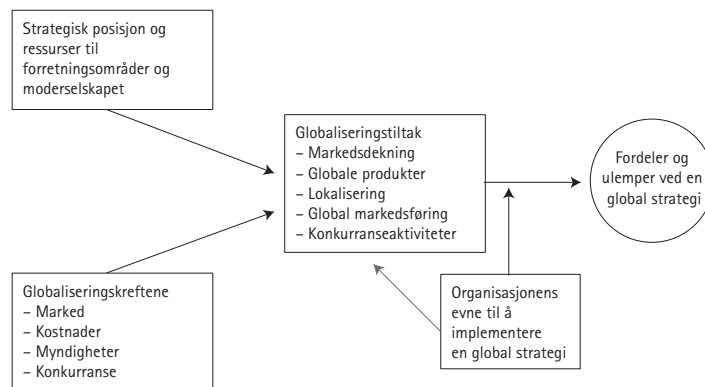 Strategisk posisjon og
ressurser til
forretningsområder og
moderselskapet
Globaliseringstiltak
– Markedsdekning
– Globale produkter
– Lokalisering
– Global markedsføring
– Konkurranseaktiviteter
Fordeler og
ulemper ved en
global strategi
Globaliseringskreftene
– Marked
– Kostnader
– Myndigheter
– Konkurranse
Organisasjonens
evne til å
implementere
en global strategi